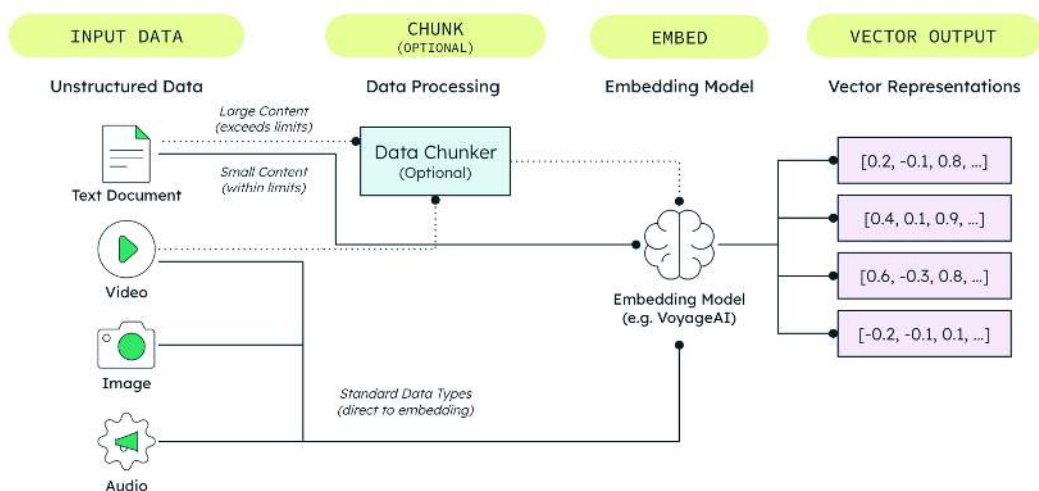 INPUT DATA
CHUNK
(OPTIONAL)
EMBED
VECTOR OUTPUT
Unstructured Data
Data Processing
Embedding Model
Vector Representations
Large Content
(exceeds limits)
Text Document
Small Content
(within limits)
Data Chunker
(Optional)
[0.2, -0.1, 0.8, ...]
[0.4, 0.1, 0.9, ...]
[0.6, -0.3, 0.8, ...]
[-0.2, -0.1, 0.1, ...]
Video
Embedding Model
(e.g. VoyageAI)
Image
Standard Data Types
(direct to embedding)
Audio